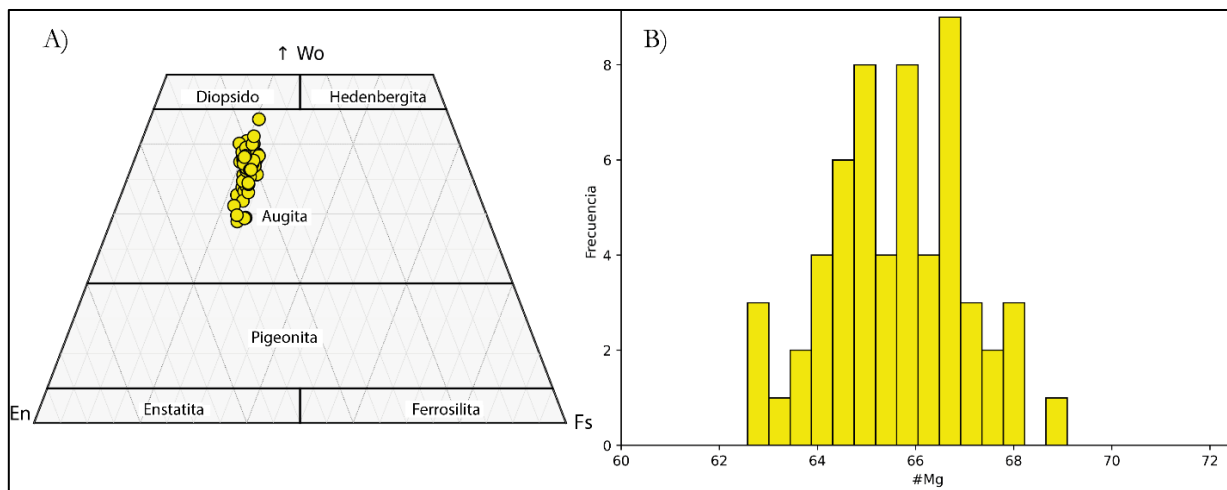 A)
↑ Wo
Diopsido
Hedenbergita
Augita
Pigeonita
Enstatita
Ferrosilita
En
Fs
B)
Frecuencia
8
6
4
2
0
60 62 64 66 68 70 72
#Mg